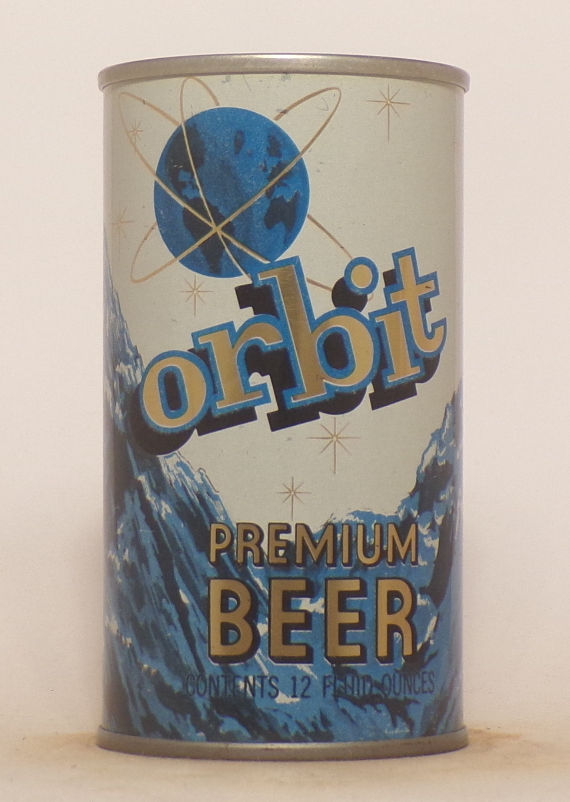 orbit
PREMIUM
BEER
CONTENTS 12 FLUID OUNCES